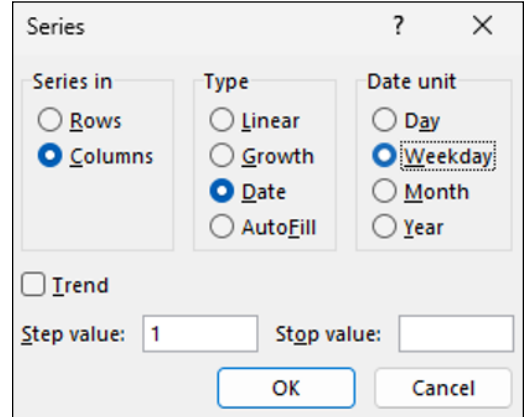 Series ?
Series in
Rows
Columns
Type
Linear
Growth
Date
AutoFill
Date unit
Day
Weekday
Month
Year
Trend
Step value: 1
Stop value:
OK
Cancel